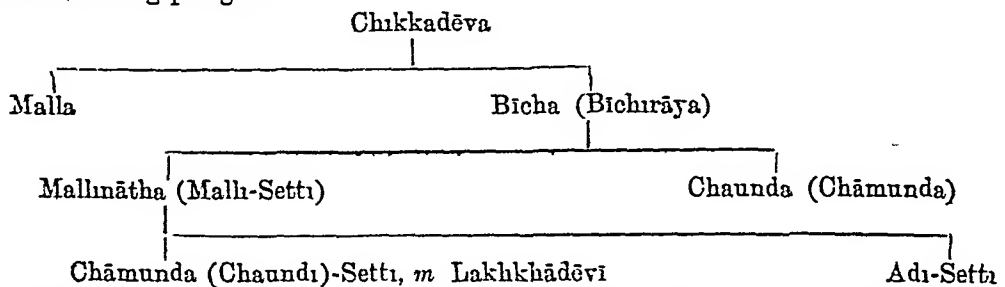 Chikkadēva
Malla Bīcha (Bīchirāya)
Mallinātha (Malli-Setti) Chaunda (Chāmunda)
Chāmunda (Chaundi)-Setti, m Lakhkhādēvī Adi-Setti